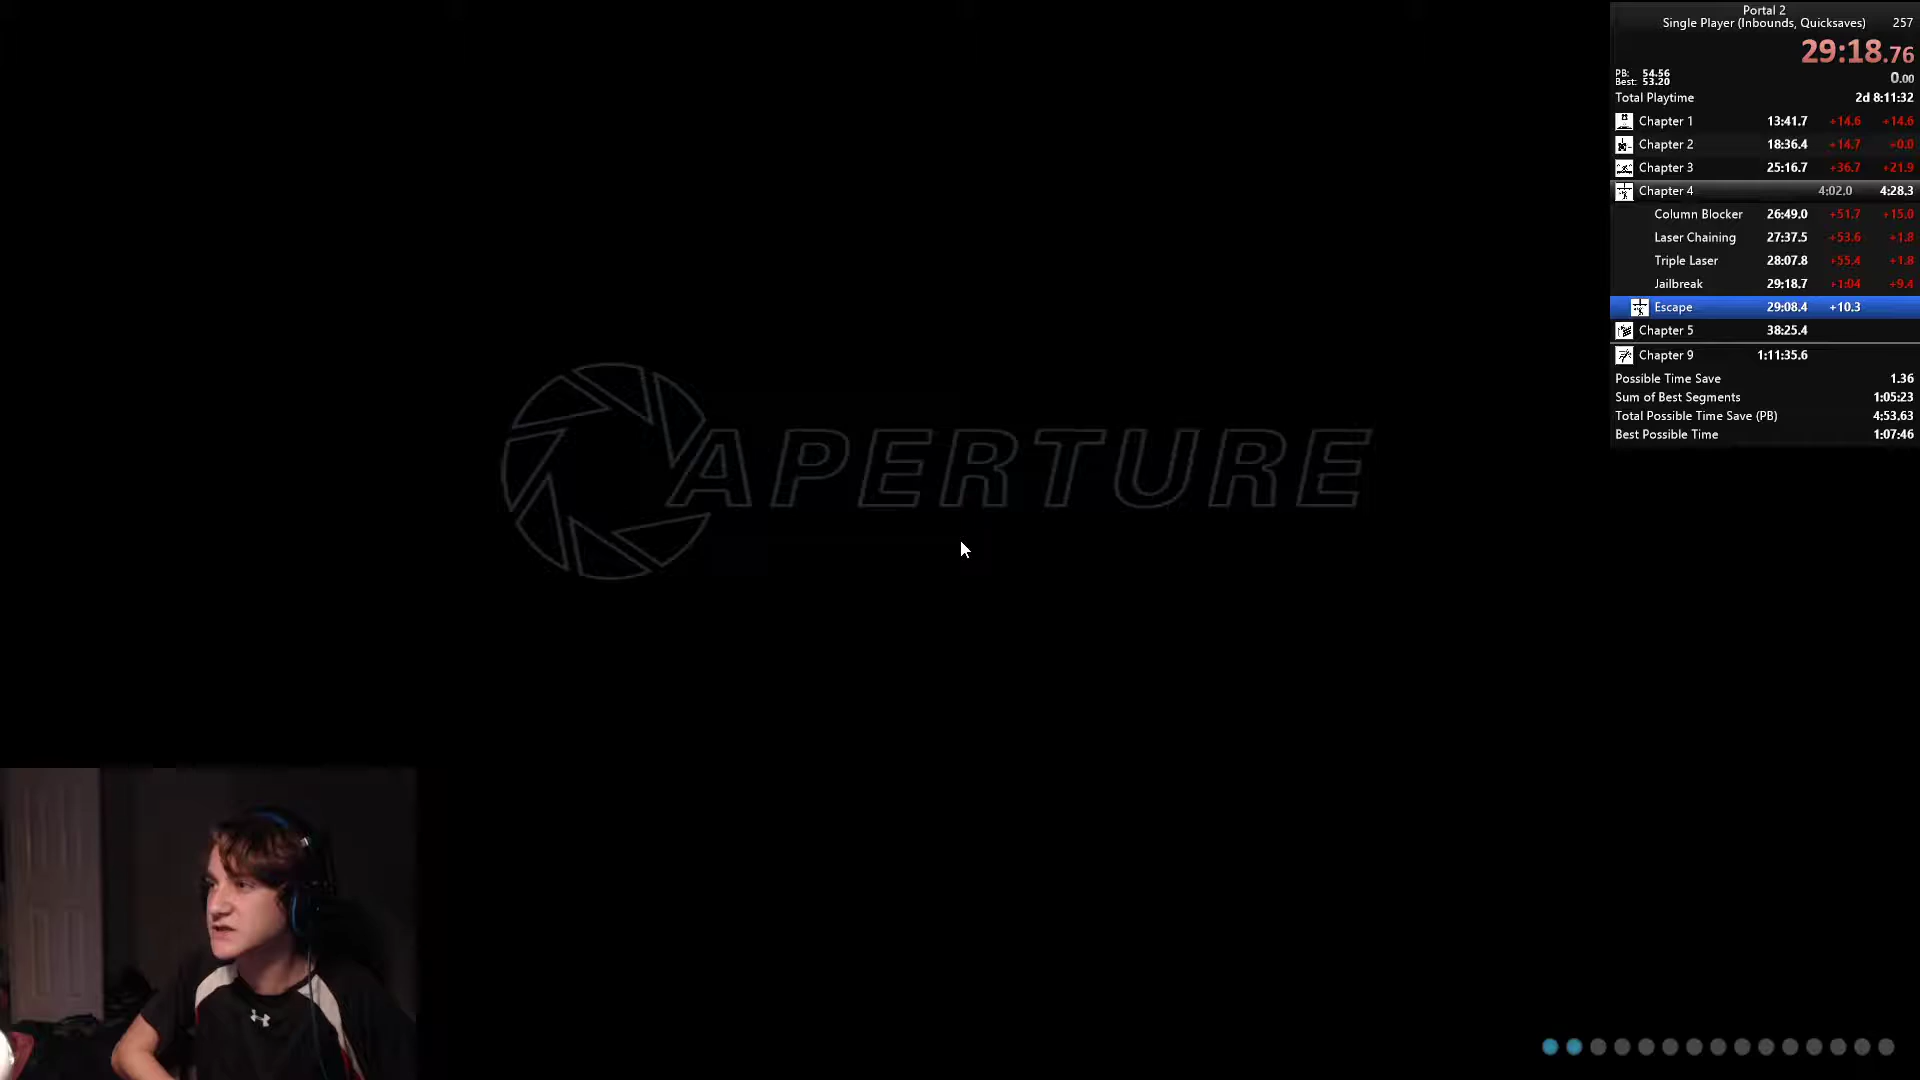 Portal 2
Single Player (Inbounds, Quicksaves) 257
29:18.76
PB: 54.56
Best: 53.20
0.00
Total Playtime 2d 8:11:32
Chapter 1 13:41.7 +14.6 +14.6
Chapter 2 18:36.4 +14.7 +0.0
Chapter 3 25:16.7 +36.7 +21.9
Chapter 4 4:02.0 4:28.3
Column Blocker 26:49.0 +51.7 +15.0
Laser Chaining 27:37.5 +53.6 +1.8
Triple Laser 28:07.8 +55.4 +1.8
Jailbreak 29:18.7 +1:04 +9.4
Escape 29:08.4 +10.3
Chapter 5 38:25.4
Chapter 9 1:11:35.6
Possible Time Save 1.36
Sum of Best Segments 1:05:23
Total Possible Time Save (PB) 4:53.63
Best Possible Time 1:07:46
APERTURE